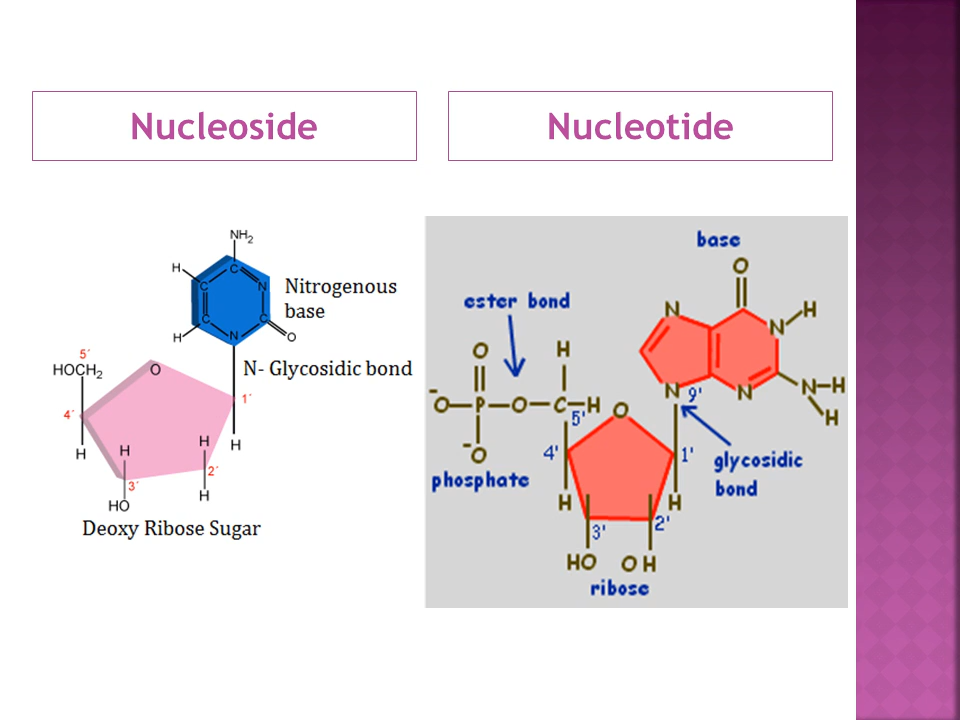 Nucleoside
Nucleotide
NH₂
H
C
C
N
Nitrogenous
base
C
C
H
N
O
N- Glycosidic bond
5´
HOCH₂
O
1´
4´
H
H
H
H
2´
3´
H
HO
Deoxy Ribose Sugar
base
O
ester bond
N
N
H
O
H
-
O
P
O
C
H
5'
N
9'
N
N
H
H
O
-
O
4'
1'
glycosidic
bond
phosphate
H
H
3'
2'
HO
OH
ribose